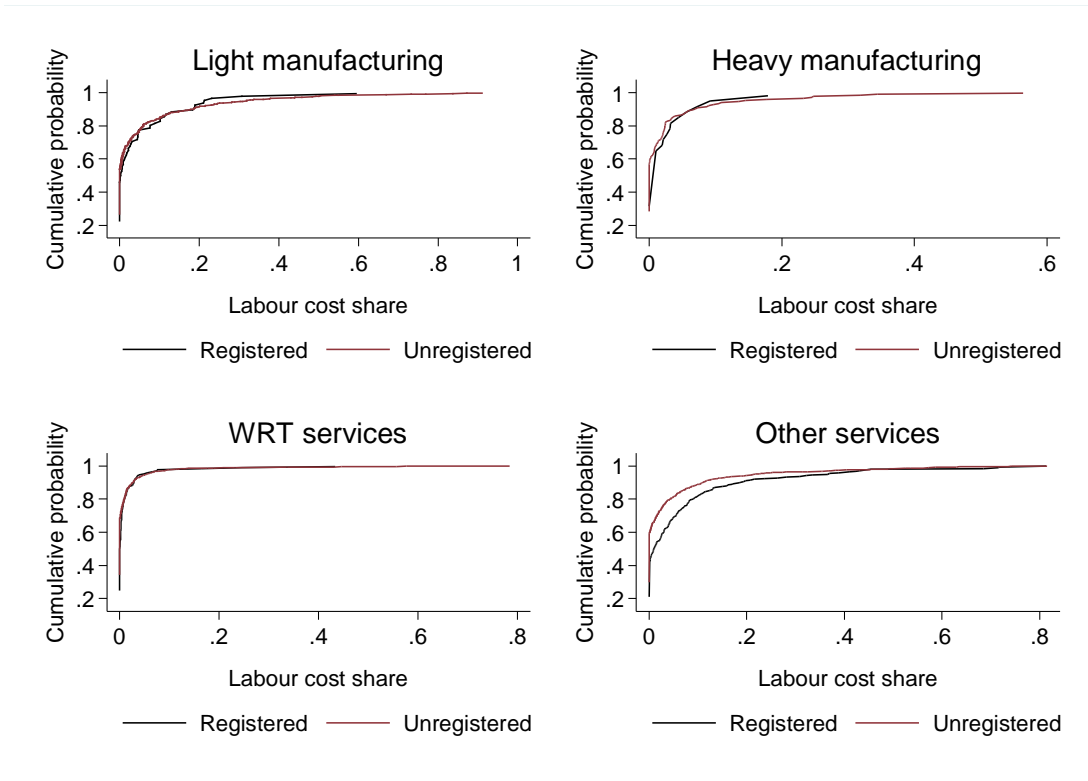 Light manufacturing
Cumulative probability
1
.8
.6
.4
.2
0 .2 .4 .6 .8 1
Labour cost share
Registered Unregistered
Heavy manufacturing
Cumulative probability
1
.8
.6
.4
.2
0 .2 .4 .6
Labour cost share
Registered Unregistered
WRT services
Cumulative probability
1
.8
.6
.4
.2
0 .2 .4 .6 .8
Labour cost share
Registered Unregistered
Other services
Cumulative probability
1
.8
.6
.4
.2
0 .2 .4 .6 .8
Labour cost share
Registered Unregistered